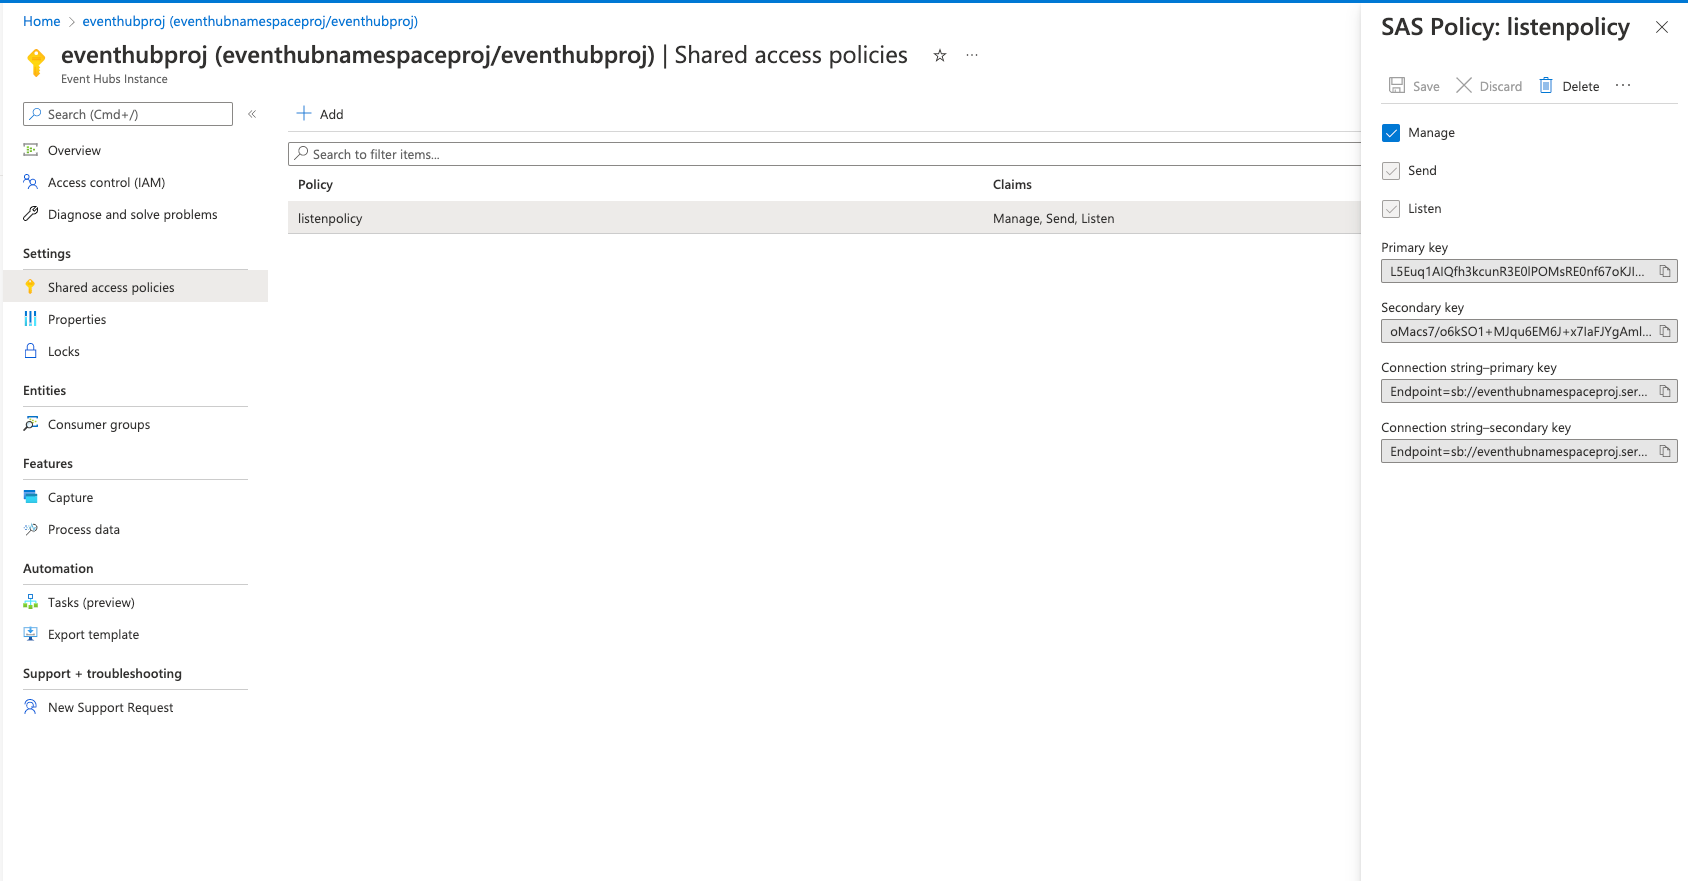 Home > eventhubproj (eventhubnamespaceproj/eventhubproj)
eventhubproj (eventhubnamespaceproj/eventhubproj) | Shared access policies
Event Hubs Instance
Search (Cmd+/)
«
Overview
Access control (IAM)
Diagnose and solve problems
Settings
Shared access policies
Properties
Locks
Entities
Consumer groups
Features
Capture
Process data
Automation
Tasks (preview)
Export template
Support + troubleshooting
New Support Request
Add
Search to filter items...
Policy Claims
listenpolicy Manage, Send, Listen
SAS Policy: listenpolicy
Save Discard Delete ...
Manage
Send
Listen
Primary key
L5Euq1AIQfh3kcunR3E0lPOMsRE0nf67oKJI...
Secondary key
oMacs7/o6kSO1+MJqu6EM6J+x7IaFJYgAmI...
Connection string–primary key
Endpoint=sb://eventhubnamespaceproj.ser...
Connection string–secondary key
Endpoint=sb://eventhubnamespaceproj.ser...